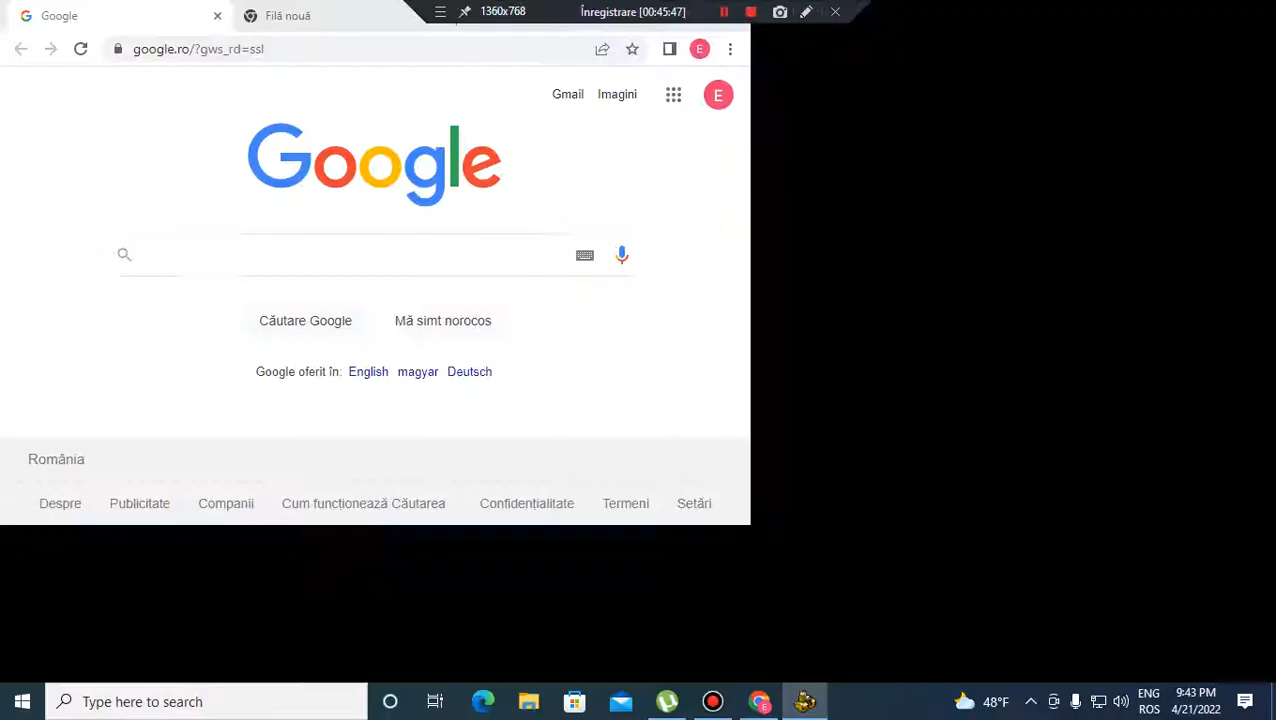 Google
Filă nouă
1360x768
Înregistrare [00:45:47]
google.ro/?gws_rd=ssl
E
Gmail Imagini
E
Google
Căutare Google Mă simt norocos
Google oferit în: English magyar Deutsch
România
Despre Publicitate Companii Cum funcționează Căutarea Confidențialitate Termeni Setări
Type here to search
E
48°F
ENG
ROS
9:43 PM
4/21/2022